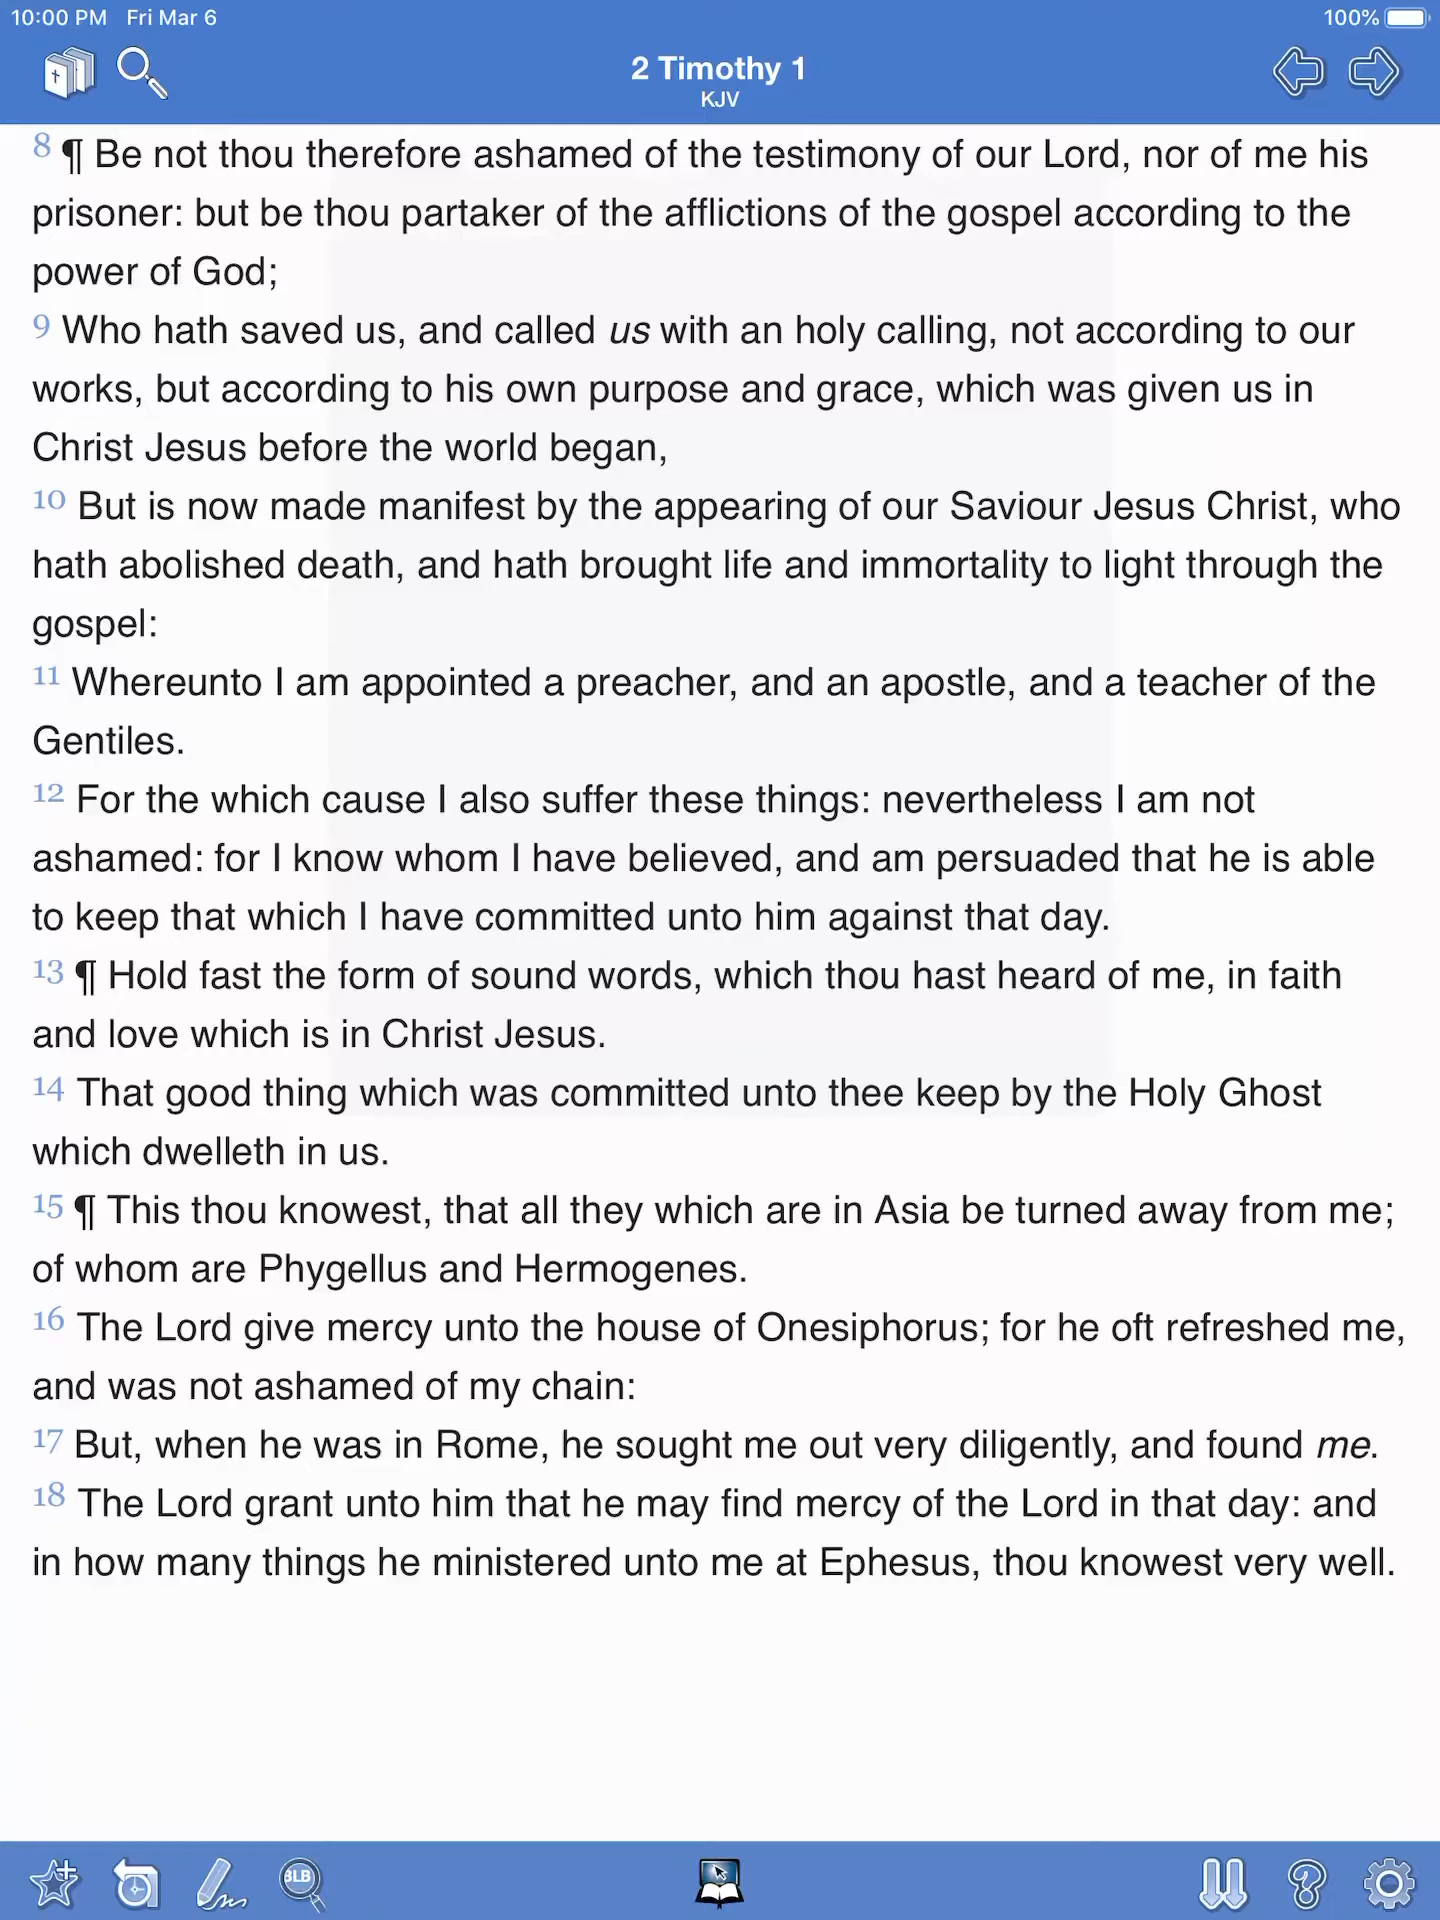 10:00 PM Fri Mar 6
100%
2 Timothy 1
KJV
8 ¶ Be not thou therefore ashamed of the testimony of our Lord, nor of me his
prisoner: but be thou partaker of the afflictions of the gospel according to the
power of God;
9 Who hath saved us, and called us with an holy calling, not according to our
works, but according to his own purpose and grace, which was given us in
Christ Jesus before the world began,
10 But is now made manifest by the appearing of our Saviour Jesus Christ, who
hath abolished death, and hath brought life and immortality to light through the
gospel:
11 Whereunto I am appointed a preacher, and an apostle, and a teacher of the
Gentiles.
12 For the which cause I also suffer these things: nevertheless I am not
ashamed: for I know whom I have believed, and am persuaded that he is able
to keep that which I have committed unto him against that day.
13 ¶ Hold fast the form of sound words, which thou hast heard of me, in faith
and love which is in Christ Jesus.
14 That good thing which was committed unto thee keep by the Holy Ghost
which dwelleth in us.
15 ¶ This thou knowest, that all they which are in Asia be turned away from me;
of whom are Phygellus and Hermogenes.
16 The Lord give mercy unto the house of Onesiphorus; for he oft refreshed me,
and was not ashamed of my chain:
17 But, when he was in Rome, he sought me out very diligently, and found me.
18 The Lord grant unto him that he may find mercy of the Lord in that day: and
in how many things he ministered unto me at Ephesus, thou knowest very well.
BLB